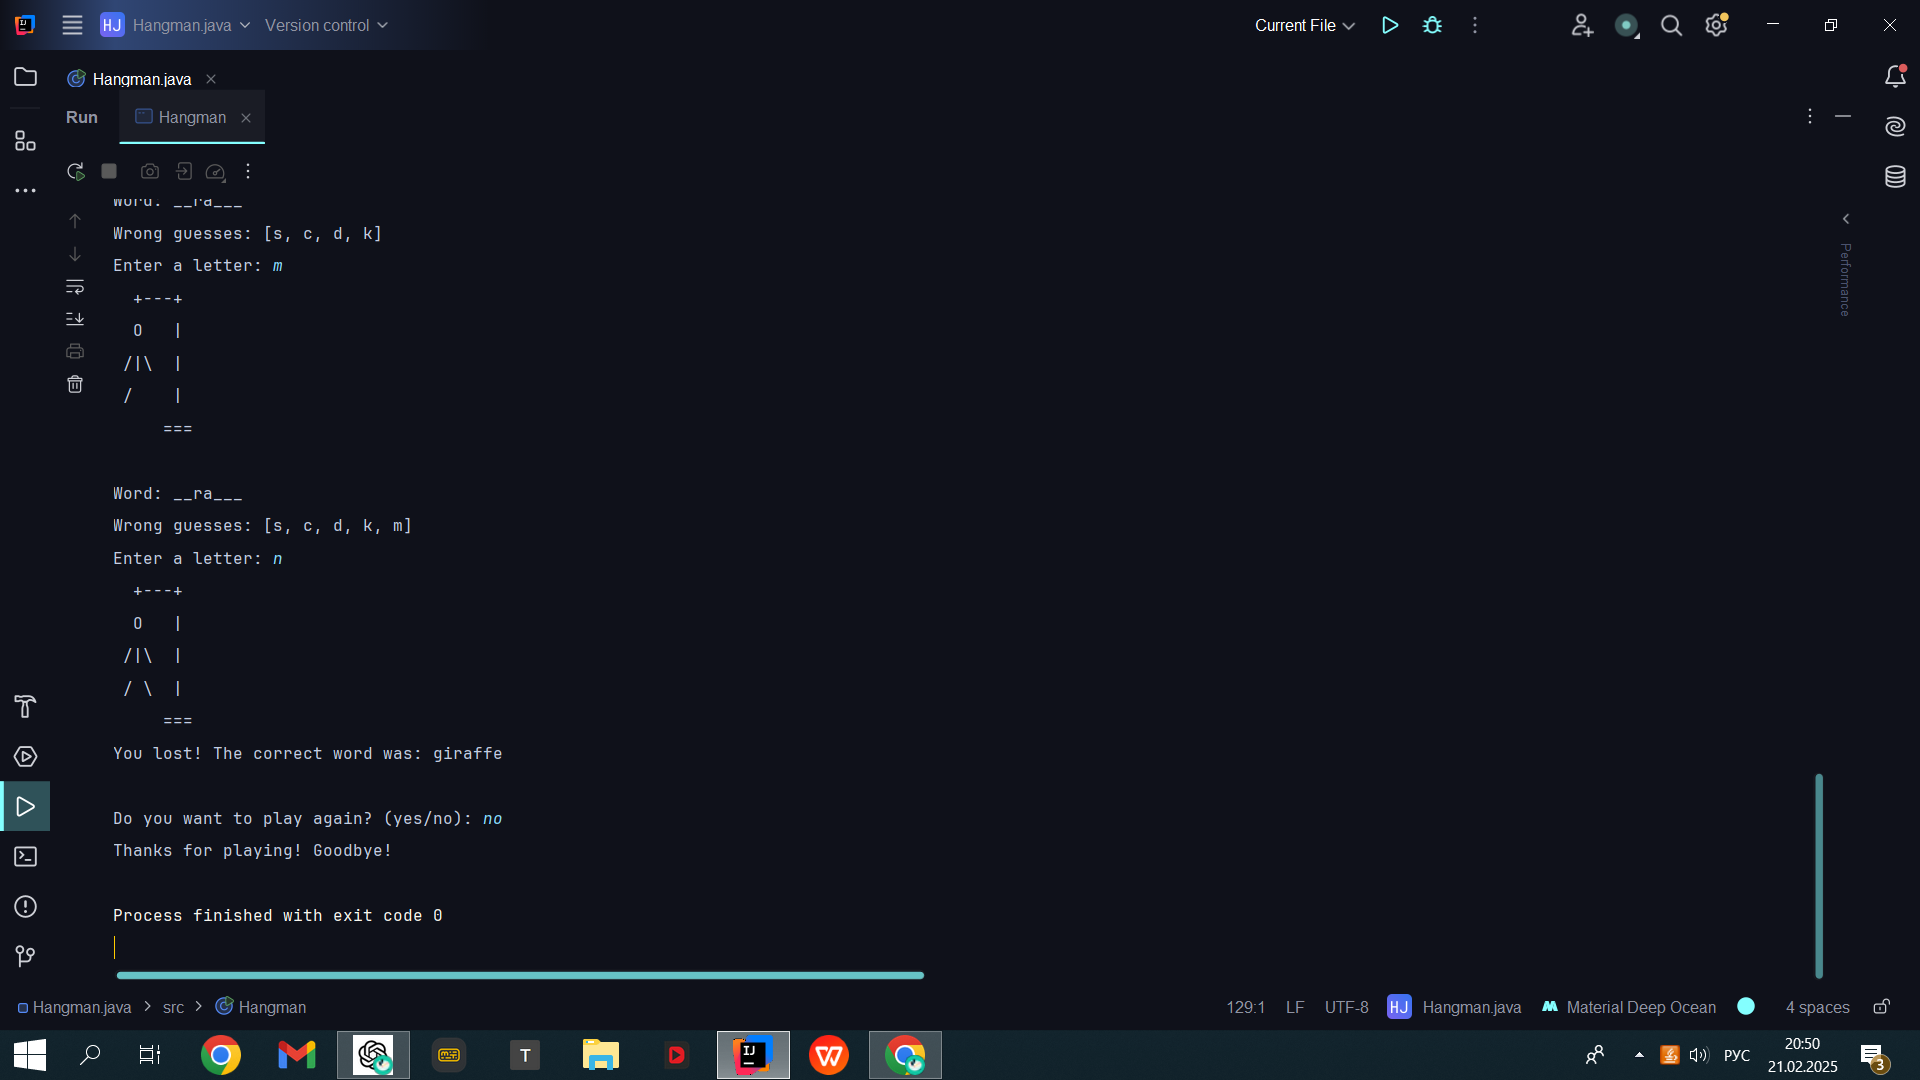 HJ Hangman.java Version control Current File
Hangman.java
Run Hangman
Word: __ra___
Wrong guesses: [s, c, d, k]
Enter a letter: m
+---+
O   |
/|\  |
/    |
===
Word: __ra___
Wrong guesses: [s, c, d, k, m]
Enter a letter: n
+---+
O   |
/|\  |
/ \  |
===
You lost! The correct word was: giraffe
Do you want to play again? (yes/no): no
Thanks for playing! Goodbye!
Process finished with exit code 0
Performance
Hangman.java > src > Hangman 129:1 LF UTF-8 HJ Hangman.java Material Deep Ocean 4 spaces
T IJ W РУС 20:50
21.02.2025 3